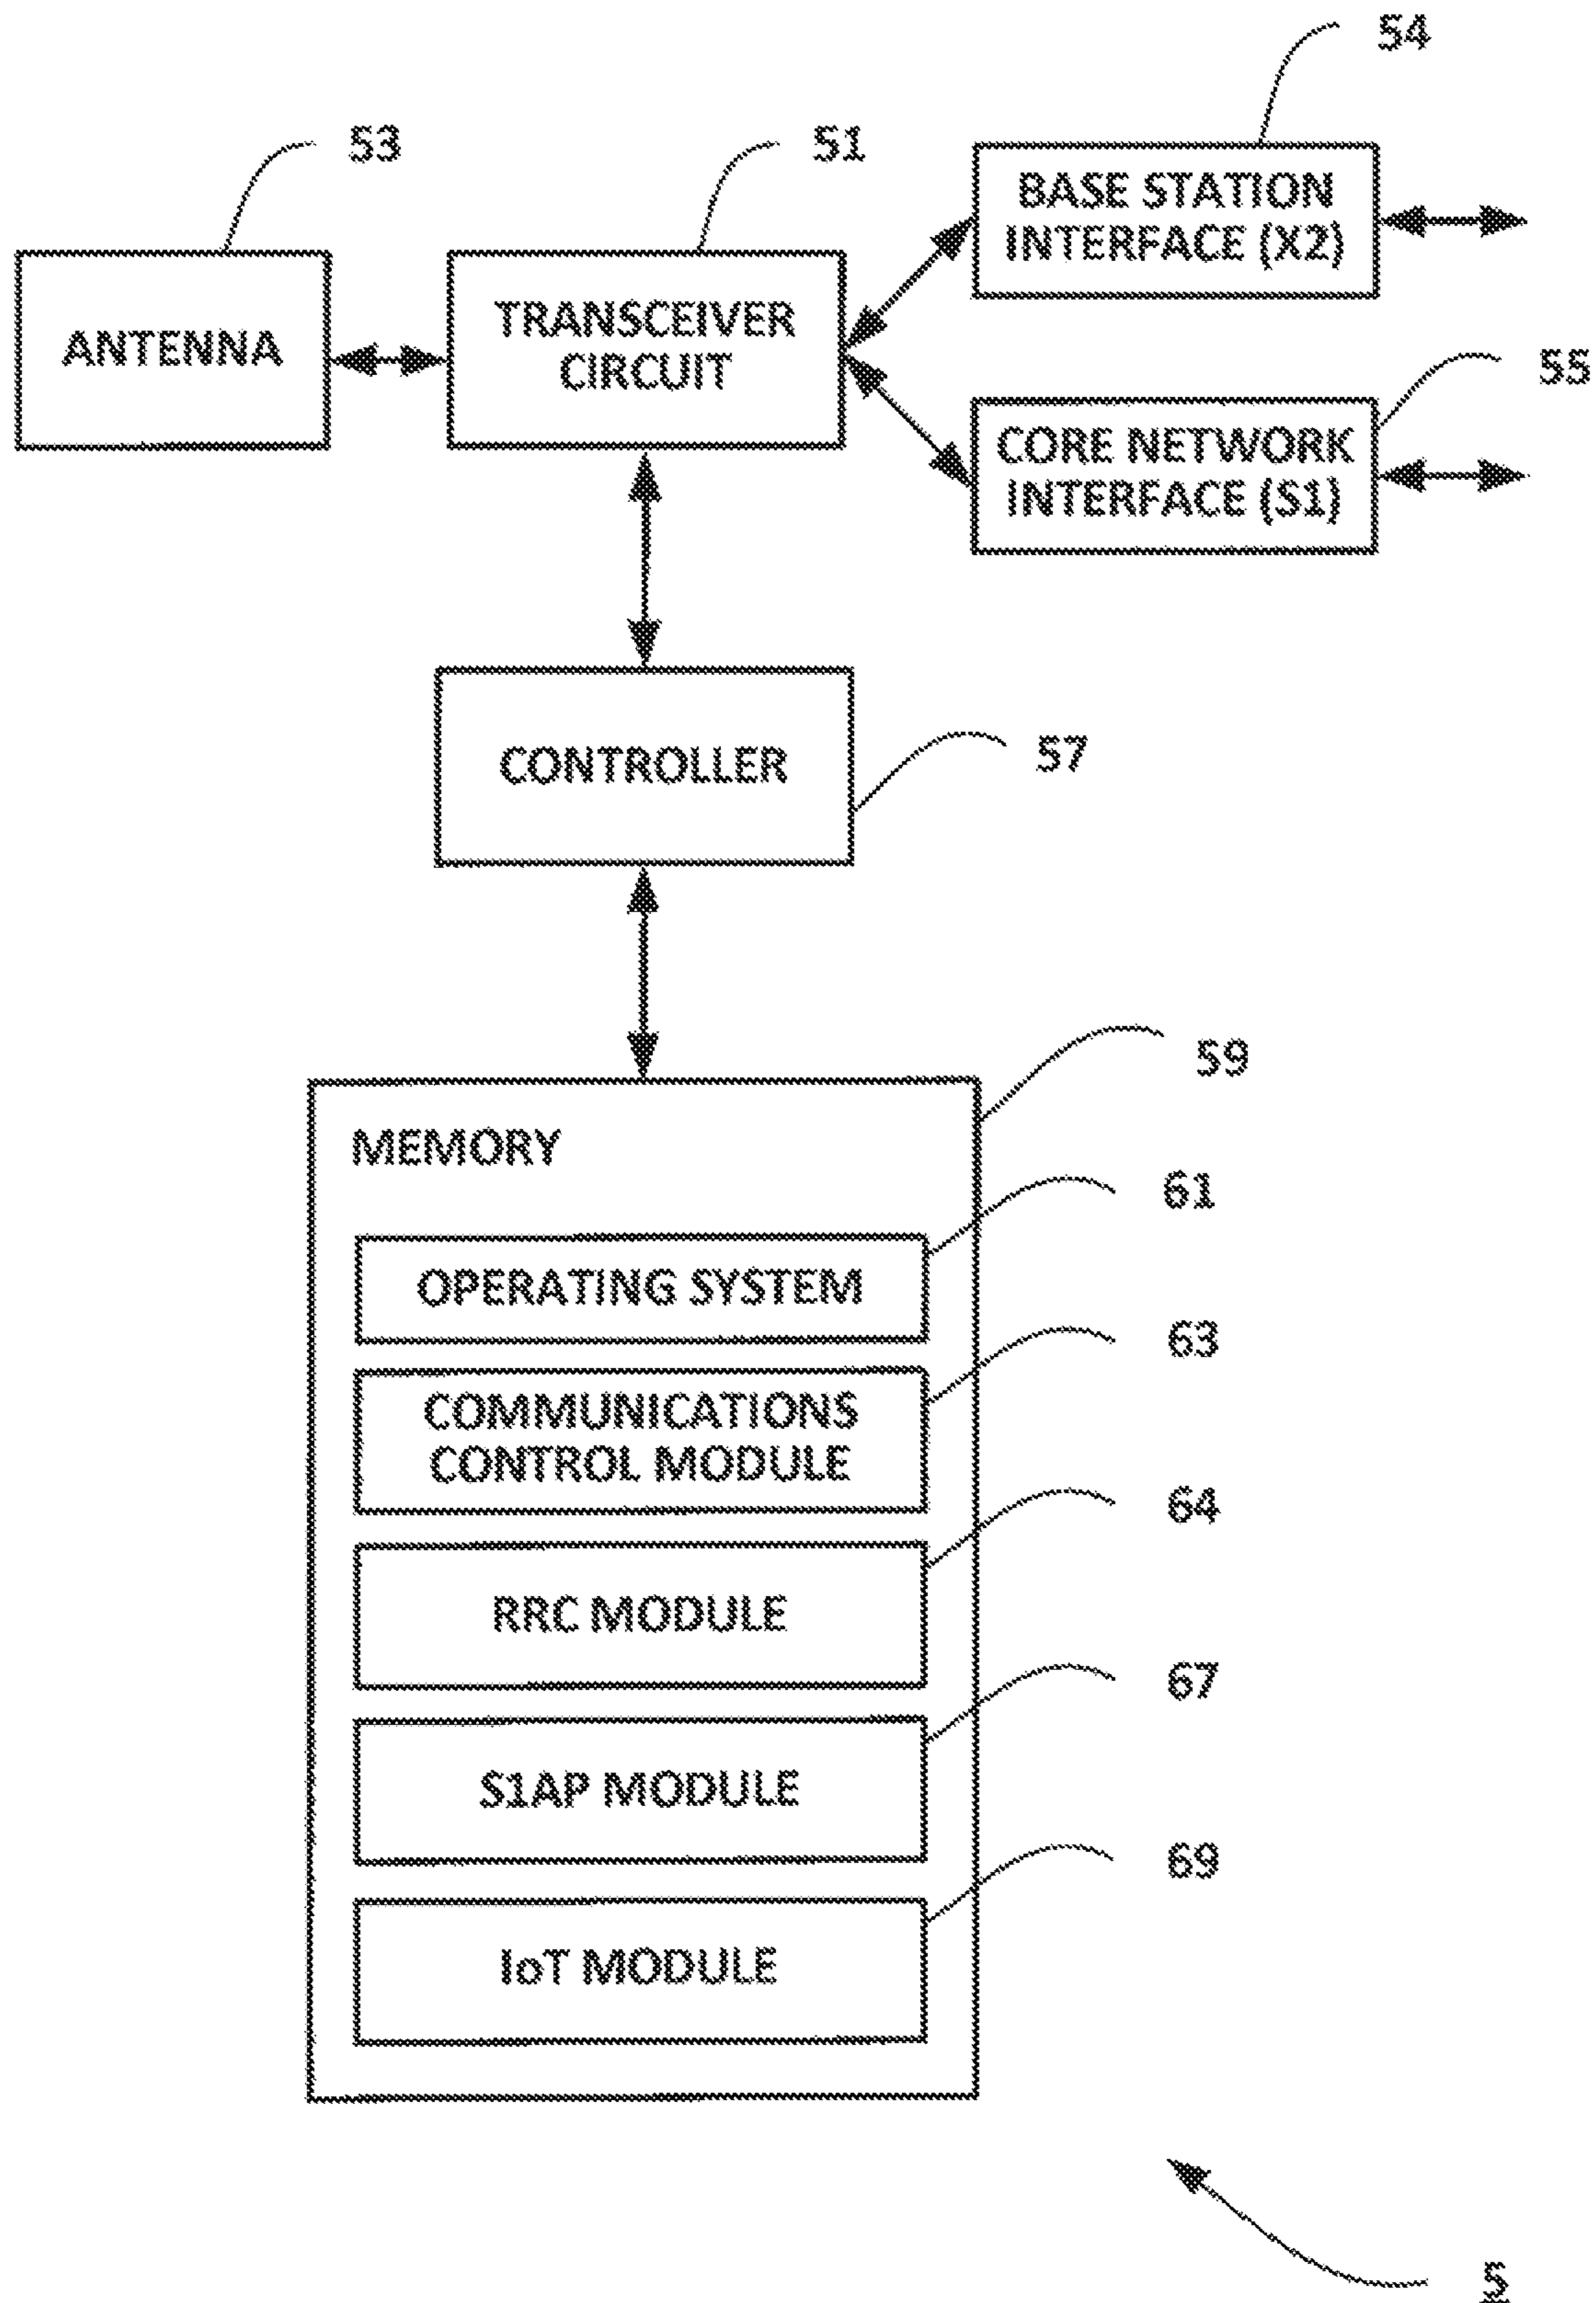 54
53
51
BASE STATION
INTERFACE (X2)
ANTENNA
TRANSCEIVER
CIRCUIT
55
CORE NETWORK
INTERFACE (S1)
CONTROLLER
57
59
MEMORY
61
OPERATING SYSTEM
63
COMMUNICATIONS
CONTROL MODULE
64
RRC MODULE
67
S1AP MODULE
69
IoT MODULE
5